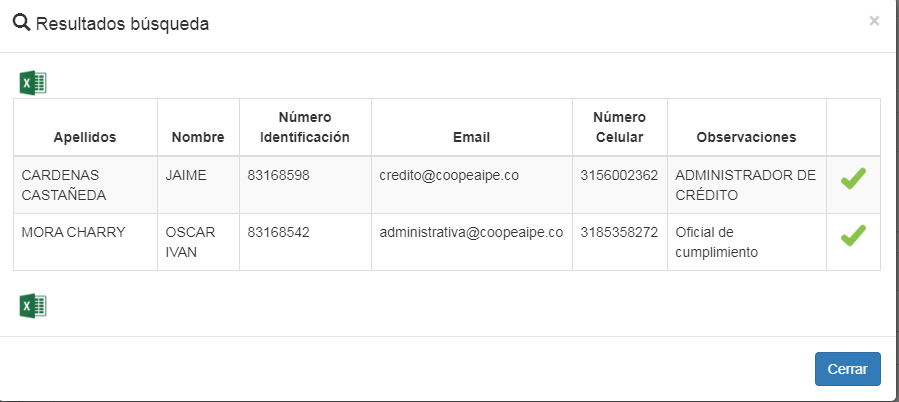 Resultados búsqueda
×
Apellidos Nombre Número Identificación Email Número Celular Observaciones
CARDENAS CASTAÑEDA JAIME 83168598 credito@coopeaipe.co 3156002362 ADMINISTRADOR DE CRÉDITO
MORA CHARRY OSCAR IVAN 83168542 administrativa@coopeaipe.co 3185358272 Oficial de cumplimiento
Cerrar